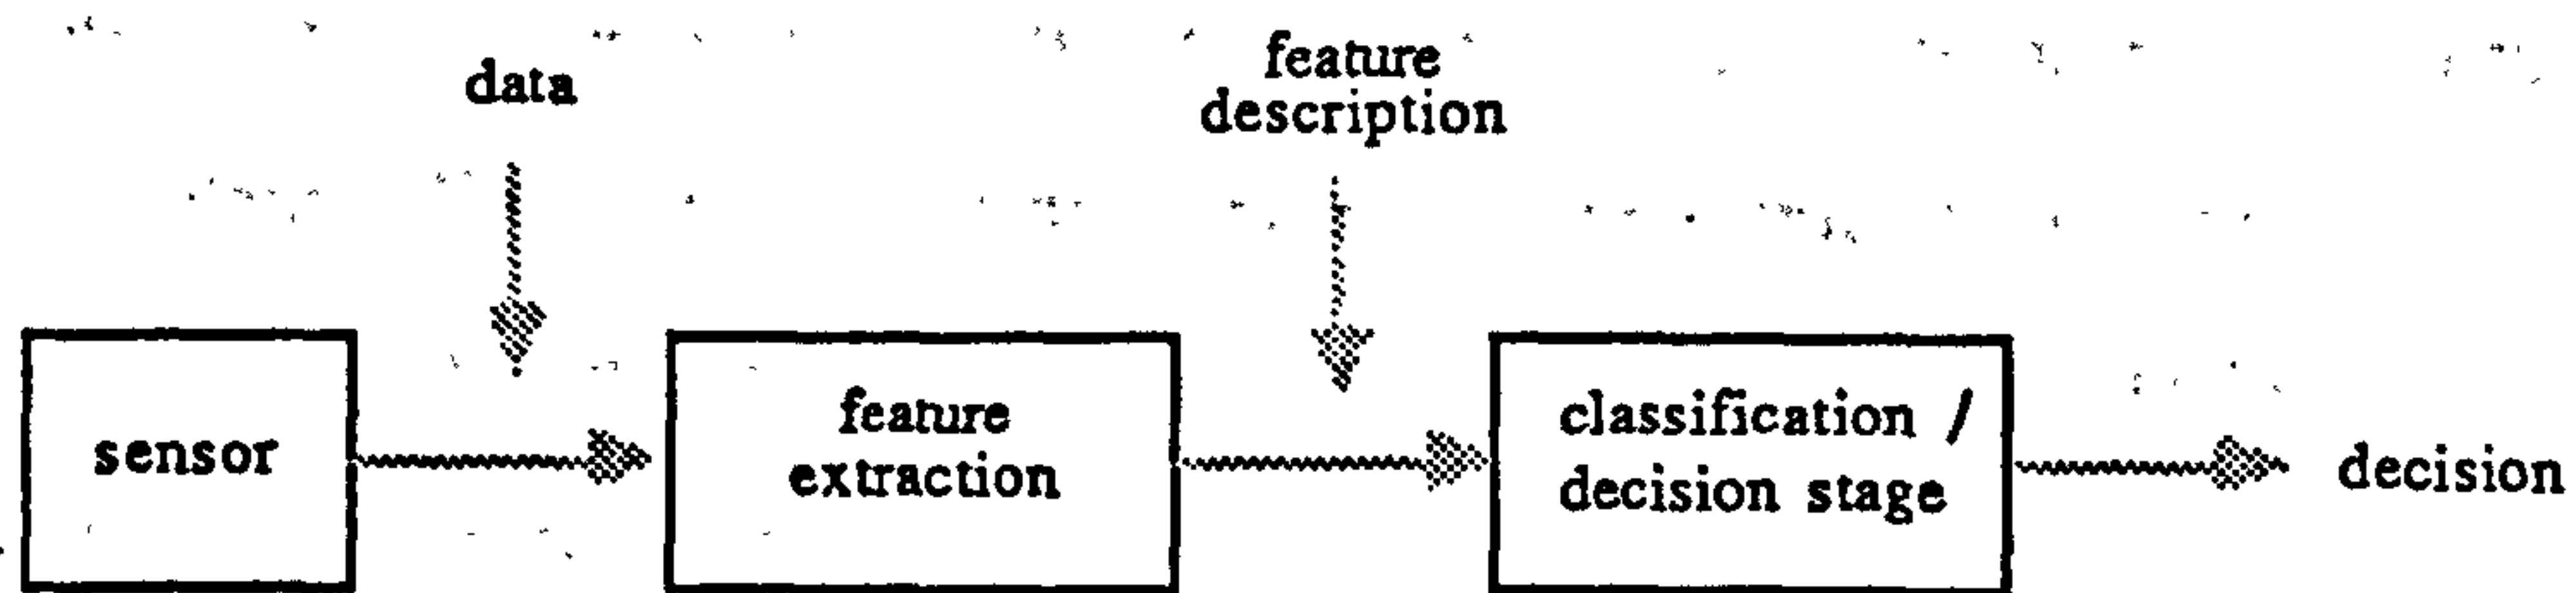 data
feature
description
sensor
feature
extraction
classification /
decision stage
decision